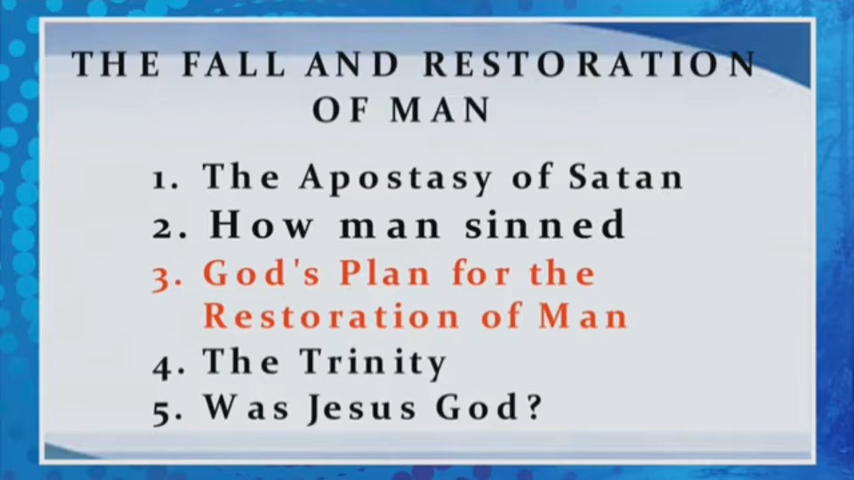 THE FALL AND RESTORATION
OF MAN
1. The Apostasy of Satan
2. How man sinned
3. God's Plan for the
Restoration of Man
4. The Trinity
5. Was Jesus God?